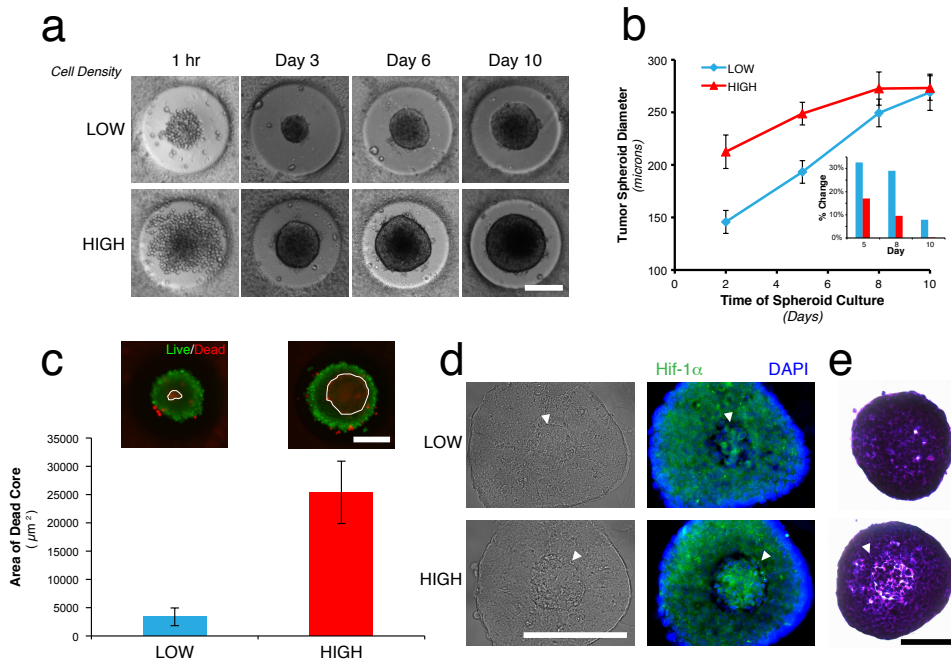 a
Cell Density
1 hr Day 3 Day 6 Day 10
LOW
HIGH
b
Tumor Spheroid Diameter
(microns)
300
250
200
150
100
LOW
HIGH
0 2 4 6 8 10
Time of Spheroid Culture
(Days)
% Change
30%
20%
10%
0%
5 8 10
Day
c
Live/Dead
Area of Dead Core
( μm²)
35000
30000
25000
20000
15000
10000
5000
0
LOW HIGH
d
Hif-1α DAPI
LOW
HIGH
e